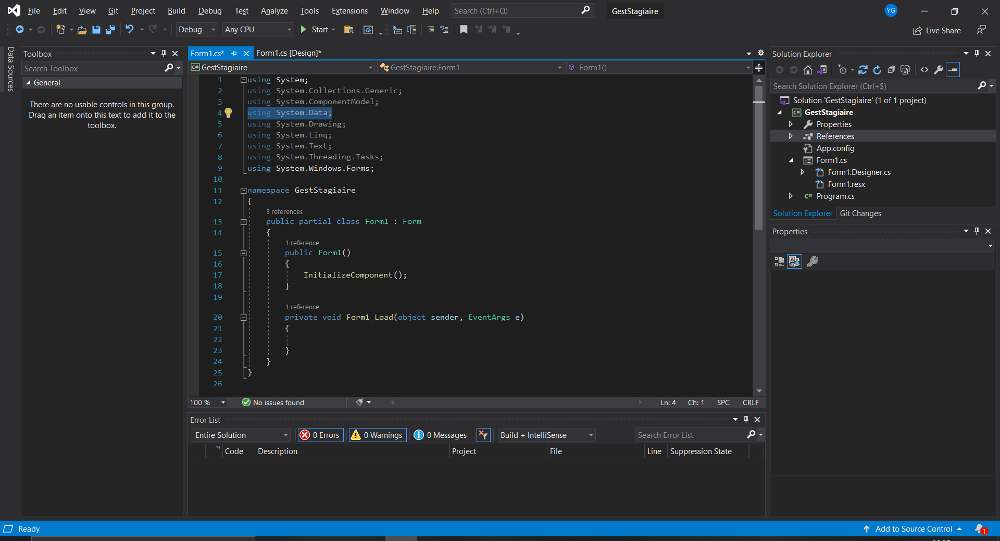 File Edit View Git Project Build Debug Test Analyze Tools Extensions Window Help Search (Ctrl+Q) GestStagiaire YG
Debug Any CPU Start Live Share
Data Sources
Toolbox
Search Toolbox
General
There are no usable controls in this group.
Drag an item onto this text to add it to the
toolbox.
Form1.cs* Form1.cs [Design]*
C# GestStagiaire GestStagiaire.Form1 Form1()
1 using System;
2 using System.Collections.Generic;
3 using System.ComponentModel;
4 using System.Data;
5 using System.Drawing;
6 using System.Linq;
7 using System.Text;
8 using System.Threading.Tasks;
9 using System.Windows.Forms;
10
11 namespace GestStagiaire
12 {
3 references
13 public partial class Form1 : Form
14 {
1 reference
15 public Form1()
16 {
17 InitializeComponent();
18 }
19
1 reference
20 private void Form1_Load(object sender, EventArgs e)
21 {
22
23 }
24 }
25 }
26
100 % No issues found Ln: 4 Ch: 1 SPC CRLF
Error List
Entire Solution 0 Errors 0 Warnings 0 Messages Build + IntelliSense Search Error List
Code Description Project File Line Suppression State
Solution Explorer
Search Solution Explorer (Ctrl+$)
Solution 'GestStagiaire' (1 of 1 project)
C# GestStagiaire
Properties
References
App.config
Form1.cs
Form1.Designer.cs
Form1.resx
C# Program.cs
Solution Explorer Git Changes
Properties
Ready Add to Source Control 1